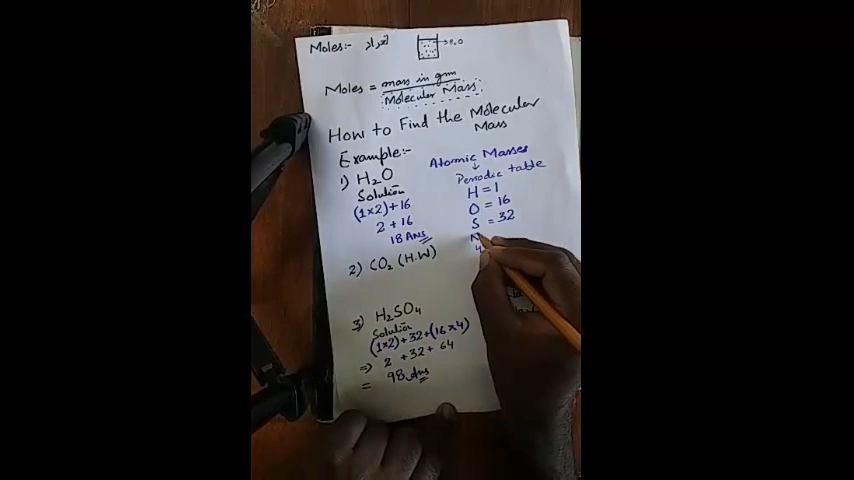 Moles:- مقدار
H2O
Moles = mass in gm
Molecular Mass
How to Find the Molecular
Mass
Example:-
1) H2O
Solution
(1×2)+16
2 + 16
18 Ans
2) CO2 (H.W)
3) H2SO4
Solution
(1×2)+32+(16×4)
⇒ 2 +32+ 64
= 98 Ans
Atomic Masses
↓
Periodic table
H = 1
O = 16
S = 32